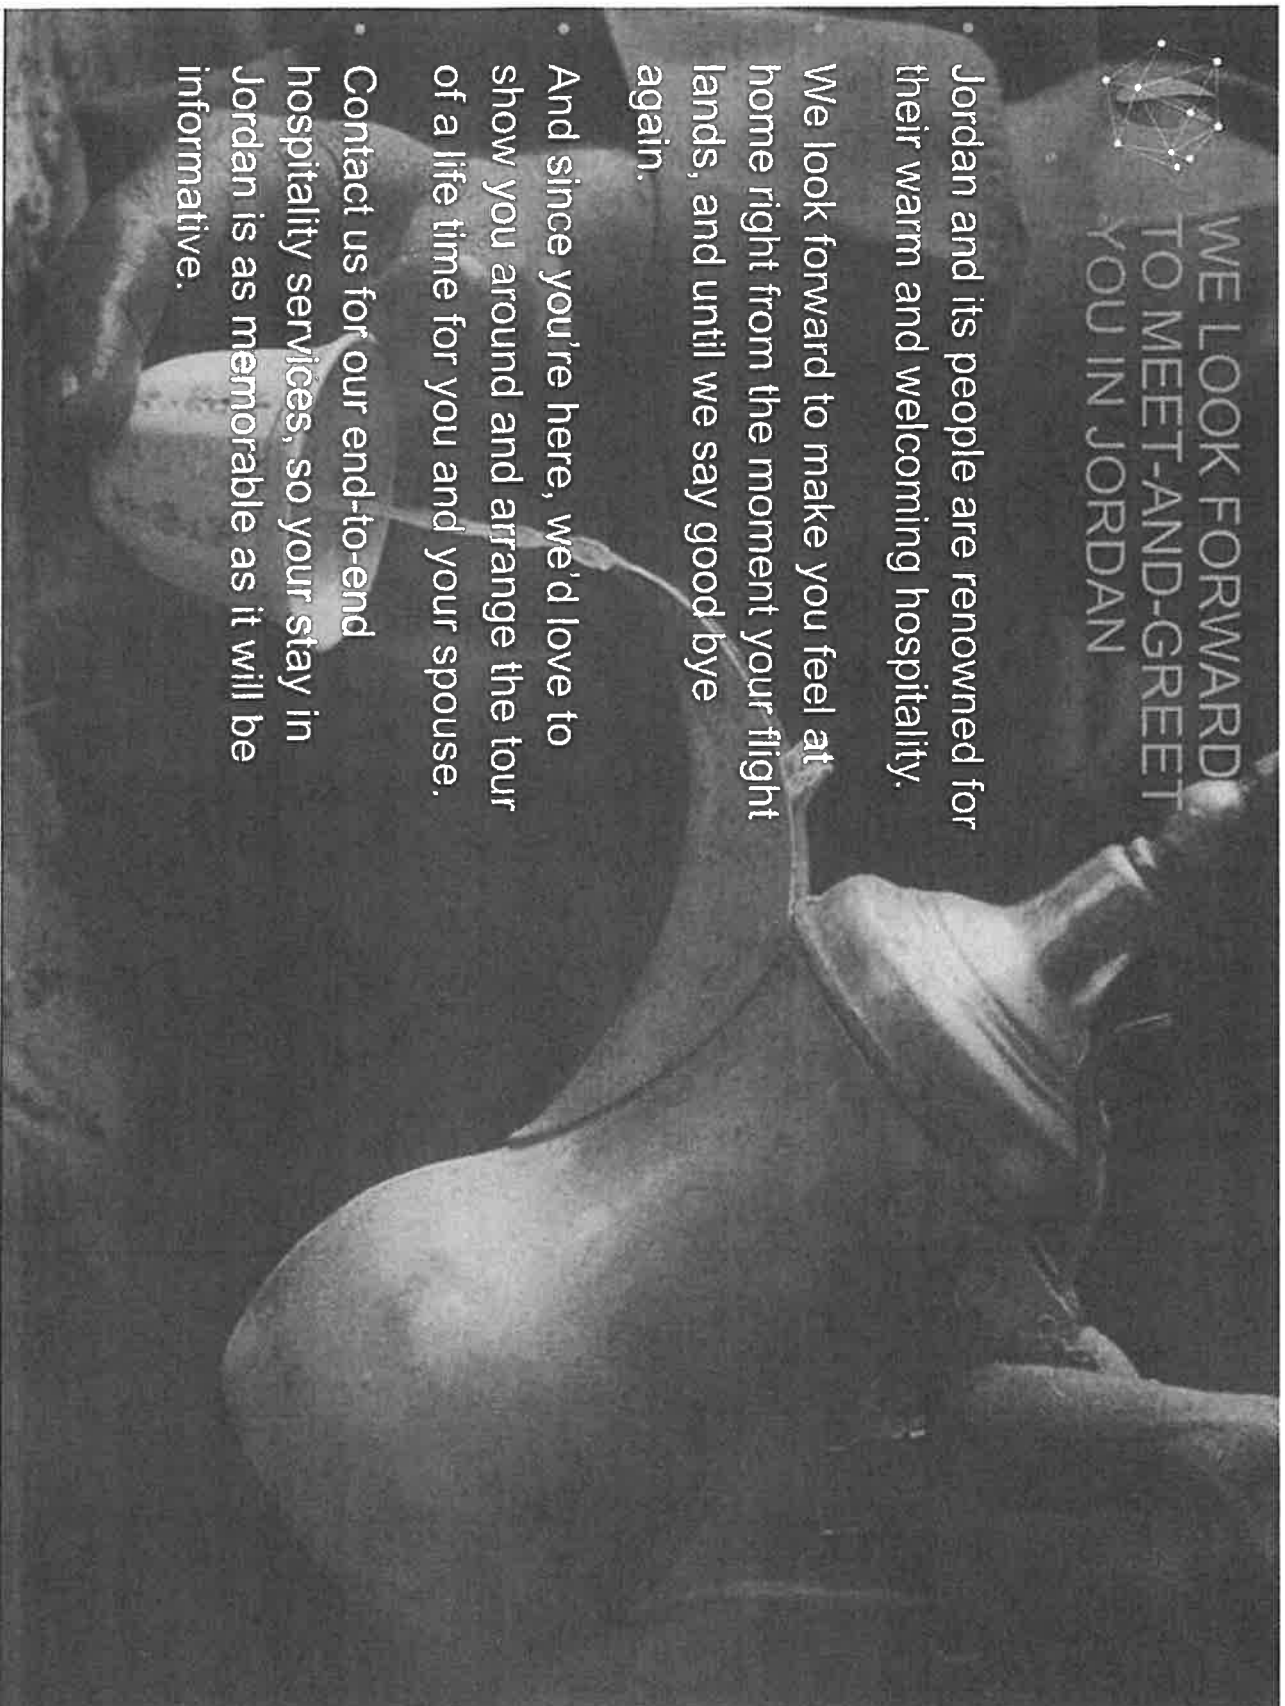 WE LOOK FORWARD
TO MEET-AND-GREET
YOU IN JORDAN
• Jordan and its people are renowned for
their warm and welcoming hospitality.
• We look forward to make you feel at
home right from the moment your flight
lands, and until we say good bye
again.
• And since you're here, we'd love to
show you around and arrange the tour
of a life time for you and your spouse.
• Contact us for our end-to-end
hospitality services, so your stay in
Jordan is as memorable as it will be
informative.